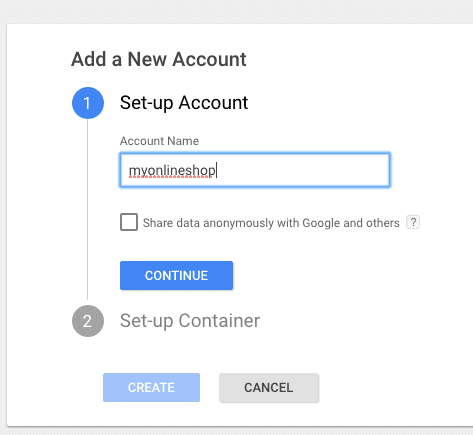 Add a New Account
1 Set-up Account
Account Name
myonlineshop
Share data anonymously with Google and others ?
CONTINUE
2 Set-up Container
CREATE CANCEL